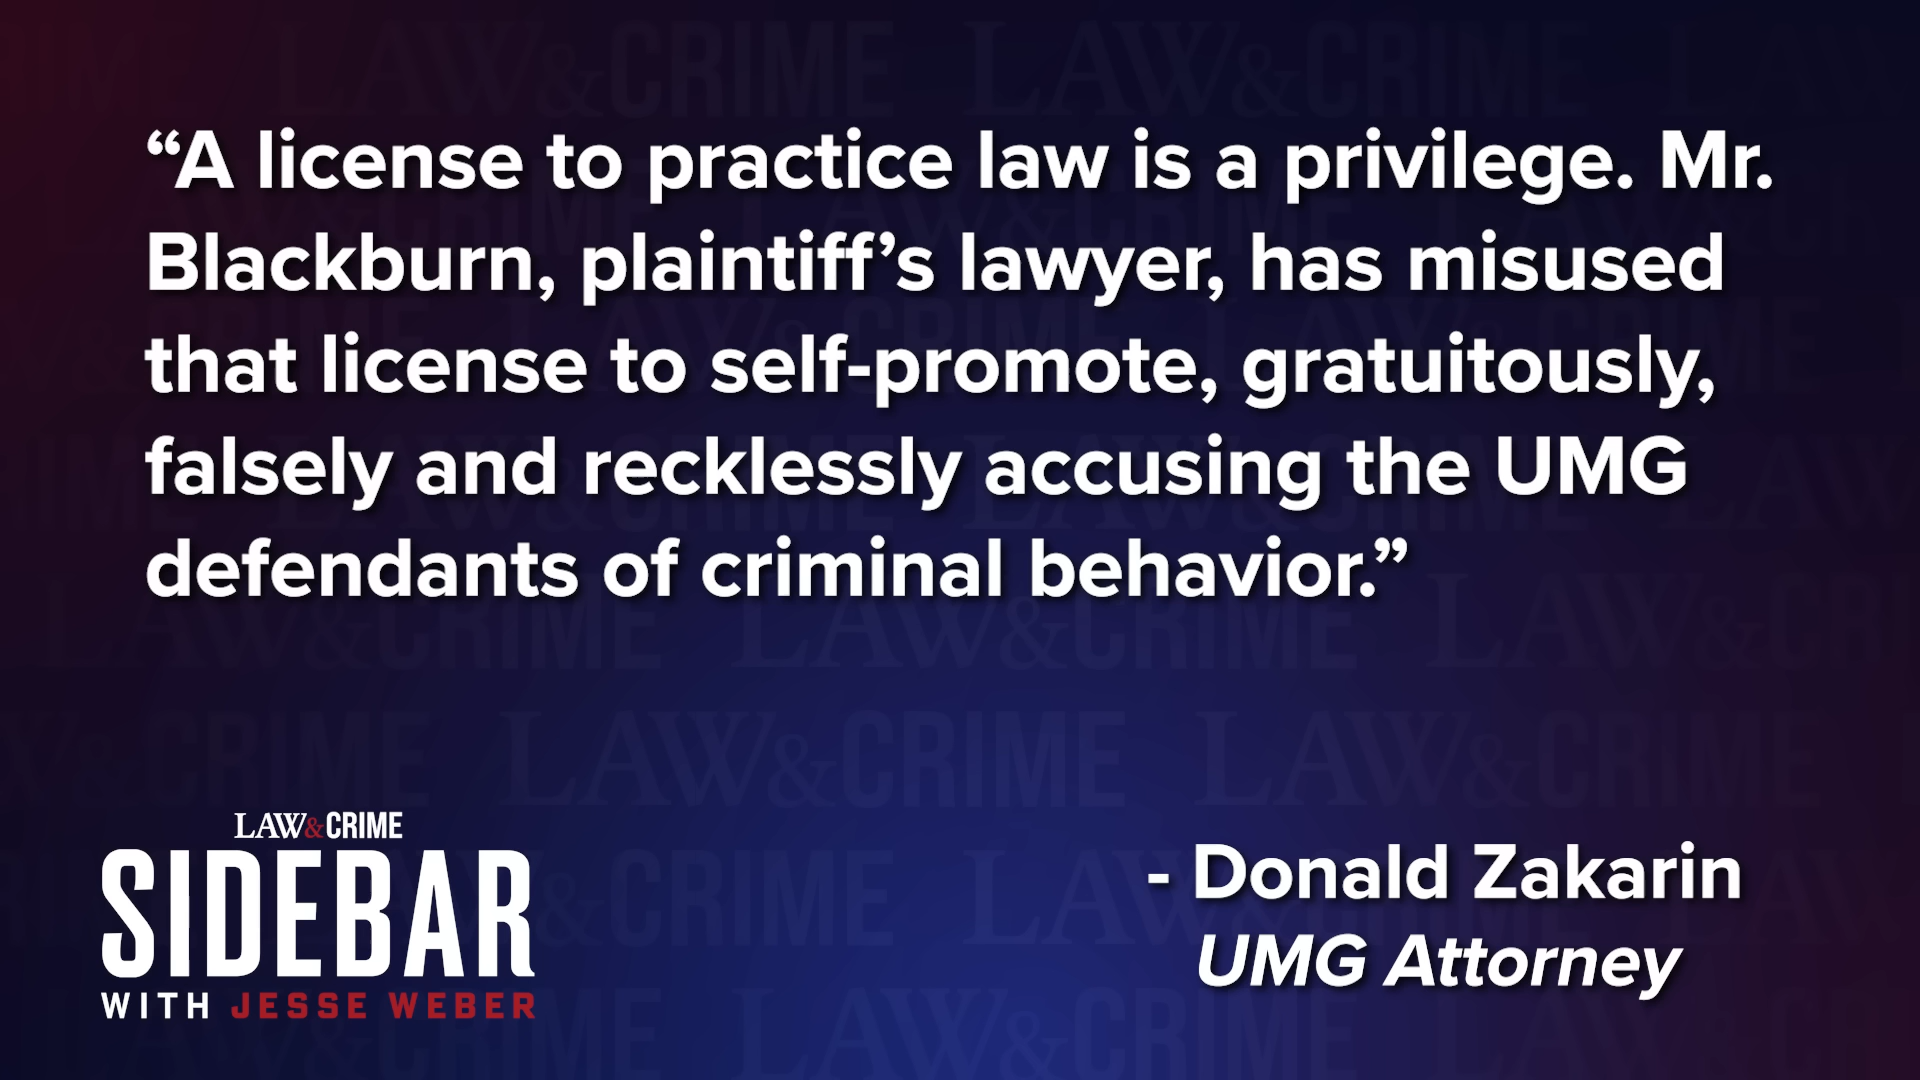 “A license to practice law is a privilege. Mr.
Blackburn, plaintiff’s lawyer, has misused
that license to self-promote, gratuitously,
falsely and recklessly accusing the UMG
defendants of criminal behavior.”
- Donald Zakarin
UMG Attorney
LAW&CRIME
SIDEBAR
WITH JESSE WEBER